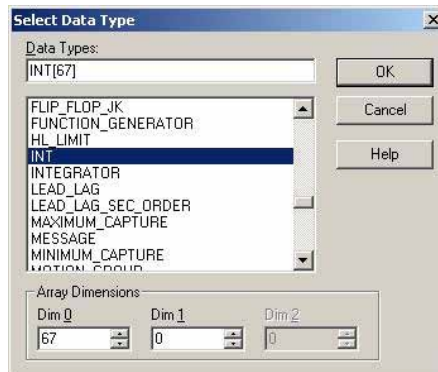 Select Data Type
Data Types:
INT[67]
OK
FLIP_FLOP_JK
FUNCTION_GENERATOR
HL_LIMIT
INT
INTEGRATOR
LEAD_LAG
LEAD_LAG_SEC_ORDER
MAXIMUM_CAPTURE
MESSAGE
MINIMUM_CAPTURE
MOTION_GROUP
Cancel
Help
Array Dimensions
Dim 0 Dim 1 Dim 2
67 0 0